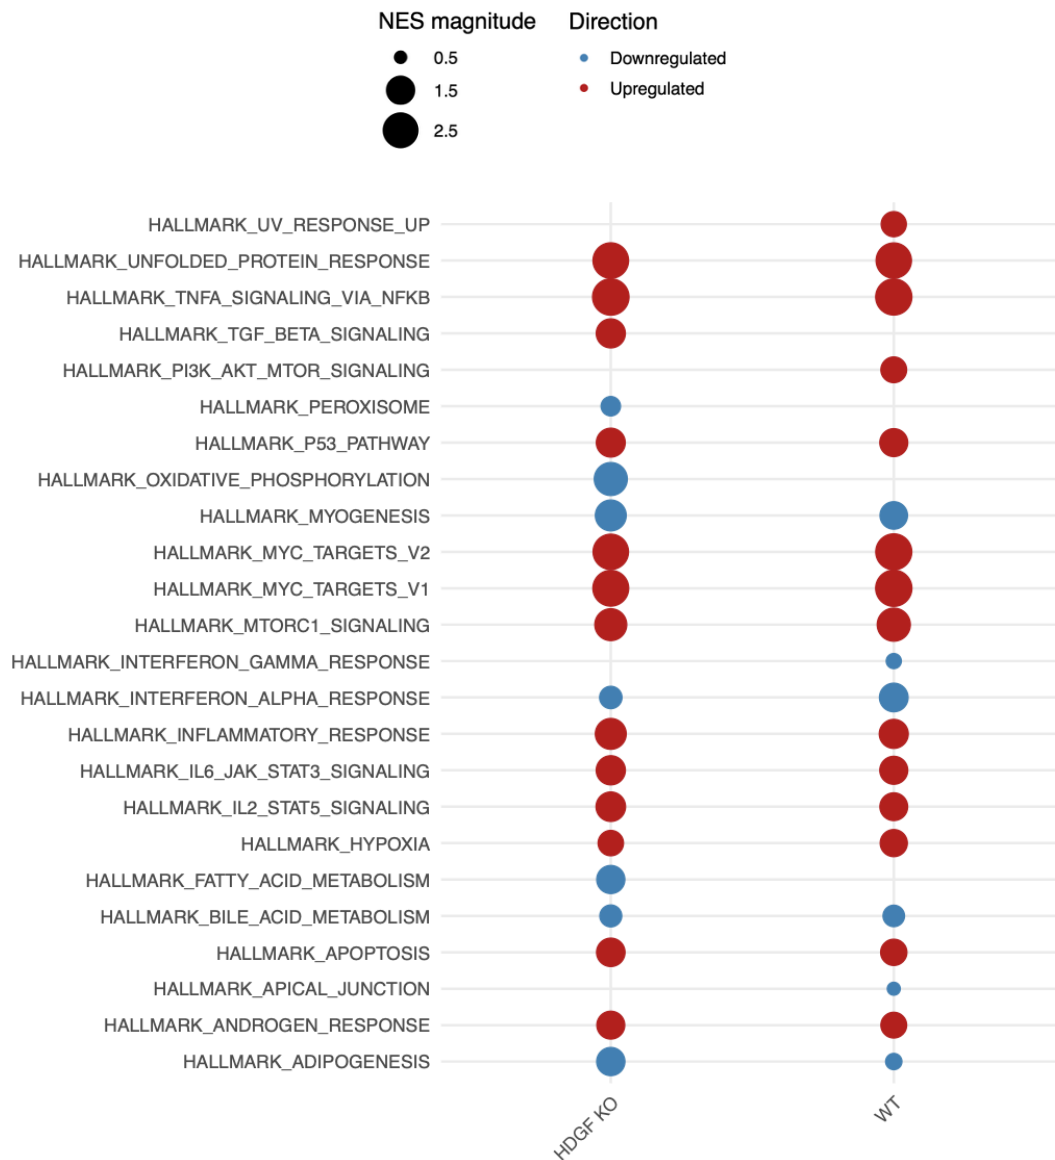 NES magnitude
0.5
1.5
2.5
Direction
Downregulated
Upregulated
HALLMARK_UV_RESPONSE_UP
HALLMARK_UNFOLDED_PROTEIN_RESPONSE
HALLMARK_TNFA_SIGNALING_VIA_NFKB
HALLMARK_TGF_BETA_SIGNALING
HALLMARK_PI3K_AKT_MTOR_SIGNALING
HALLMARK_PEROXISOME
HALLMARK_P53_PATHWAY
HALLMARK_OXIDATIVE_PHOSPHORYLATION
HALLMARK_MYOGENESIS
HALLMARK_MYC_TARGETS_V2
HALLMARK_MYC_TARGETS_V1
HALLMARK_MTORC1_SIGNALING
HALLMARK_INTERFERON_GAMMA_RESPONSE
HALLMARK_INTERFERON_ALPHA_RESPONSE
HALLMARK_INFLAMMATORY_RESPONSE
HALLMARK_IL6_JAK_STAT3_SIGNALING
HALLMARK_IL2_STAT5_SIGNALING
HALLMARK_HYPOXIA
HALLMARK_FATTY_ACID_METABOLISM
HALLMARK_BILE_ACID_METABOLISM
HALLMARK_APOPTOSIS
HALLMARK_APICAL_JUNCTION
HALLMARK_ANDROGEN_RESPONSE
HALLMARK_ADIPOGENESIS
HDGF KO
WT